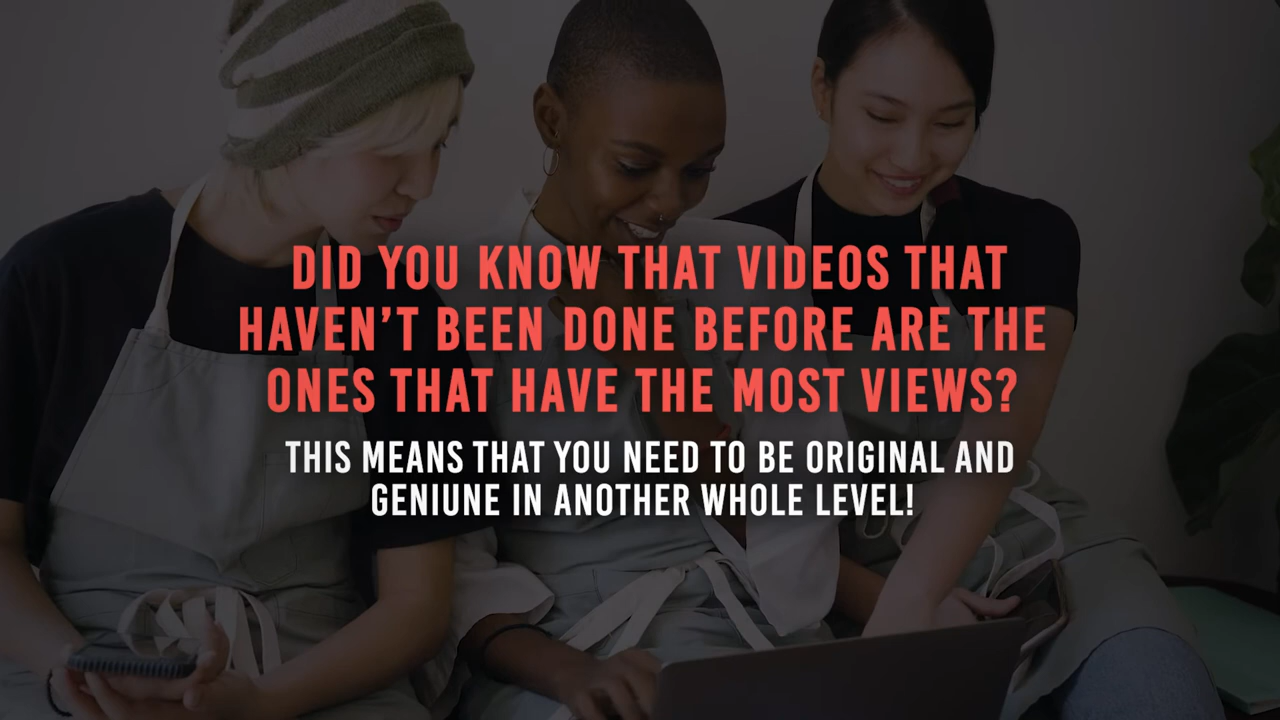 DID YOU KNOW THAT VIDEOS THAT
HAVEN'T BEEN DONE BEFORE ARE THE
ONES THAT HAVE THE MOST VIEWS?
THIS MEANS THAT YOU NEED TO BE ORIGINAL AND
GENIUNE IN ANOTHER WHOLE LEVEL!